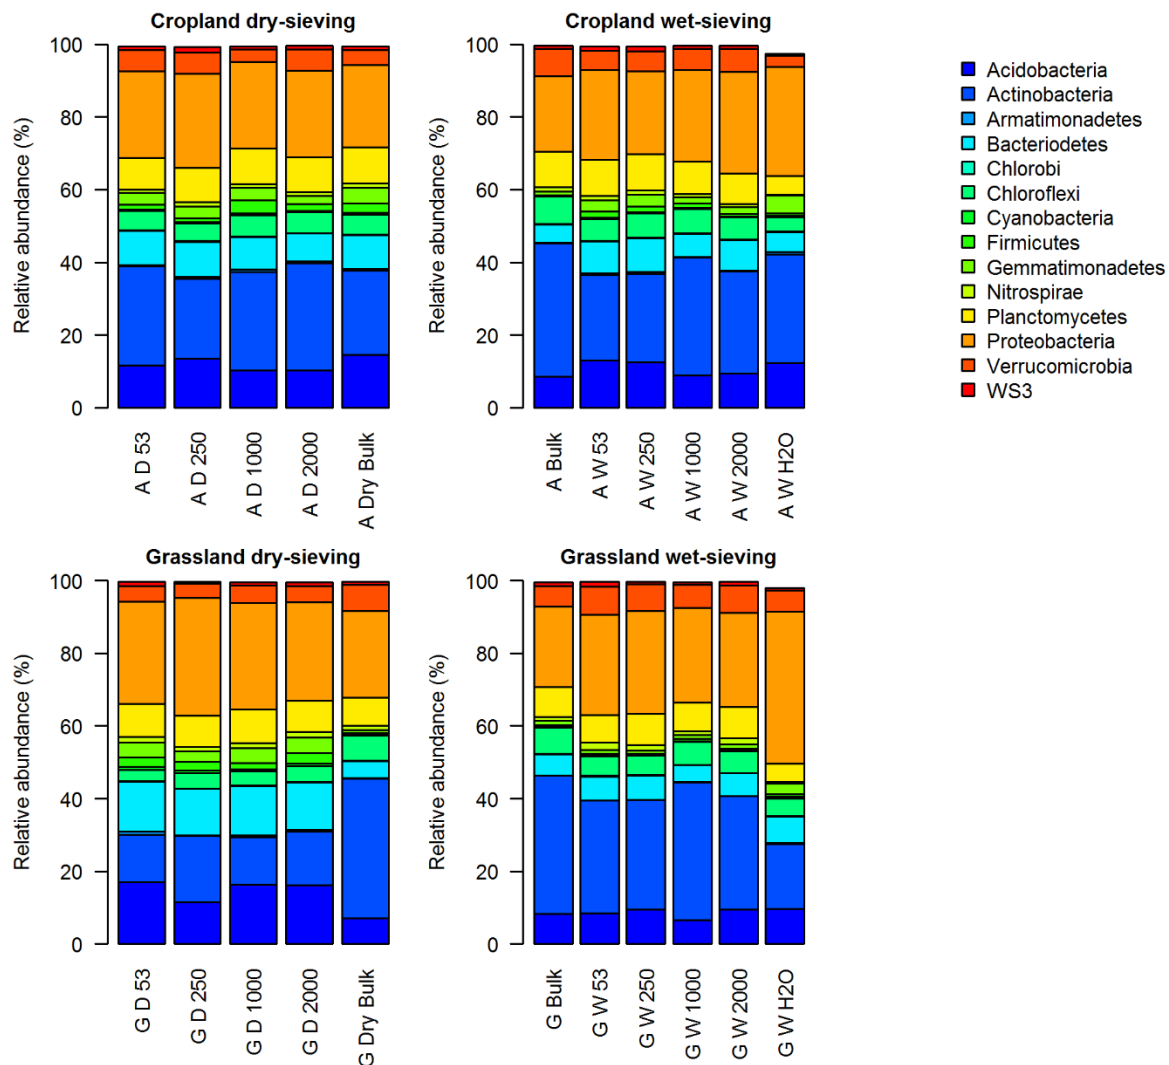 Cropland dry-sieving
Relative abundance (%)
100
80
60
40
20
0
A D 53
A D 250
A D 1000
A D 2000
A Dry Bulk
Cropland wet-sieving
Relative abundance (%)
100
80
60
40
20
0
A Bulk
A W 53
A W 250
A W 1000
A W 2000
A W H2O
Acidobacteria
Actinobacteria
Armatimonadetes
Bacteriodetes
Chlorobi
Chloroflexi
Cyanobacteria
Firmicutes
Gemmatimonadetes
Nitrospirae
Planctomycetes
Proteobacteria
Verrucomicrobia
WS3
Grassland dry-sieving
Relative abundance (%)
100
80
60
40
20
0
G D 53
G D 250
G D 1000
G D 2000
G Dry Bulk
Grassland wet-sieving
Relative abundance (%)
100
80
60
40
20
0
G Bulk
G W 53
G W 250
G W 1000
G W 2000
G W H2O